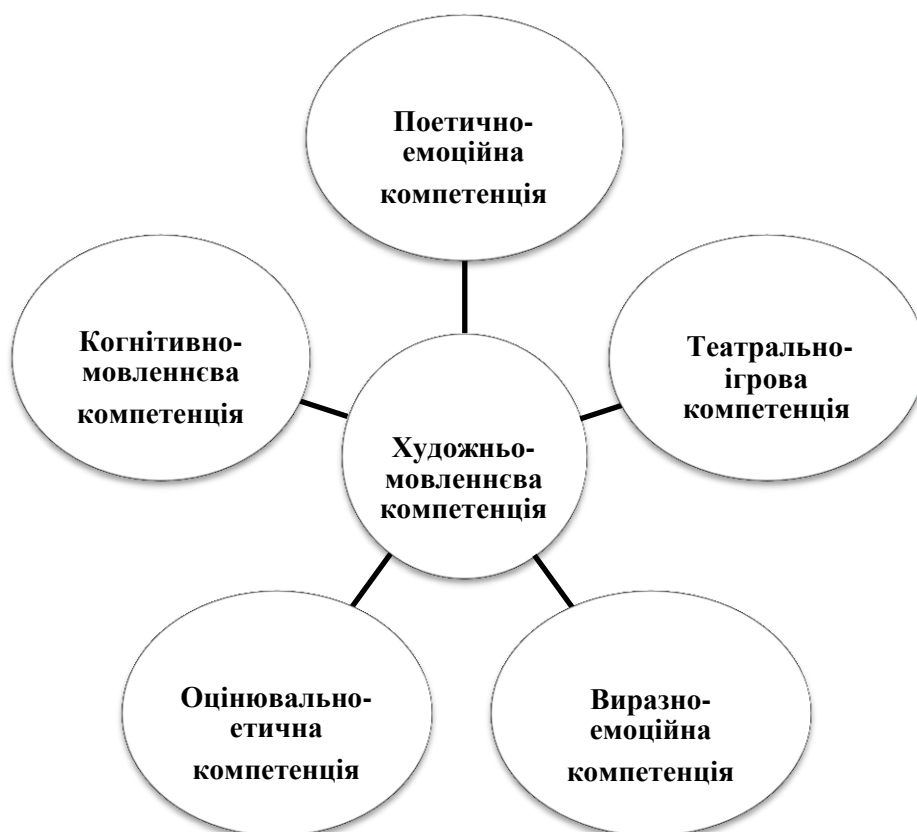 Поетично-
емоційна
компетенція
Когнітивно-
мовленнєва
компетенція
Театрально-
ігрова
компетенція
Художньо-
мовленнєва
компетенція
Оцінювально-
етична
компетенція
Виразно-
емоційна
компетенція